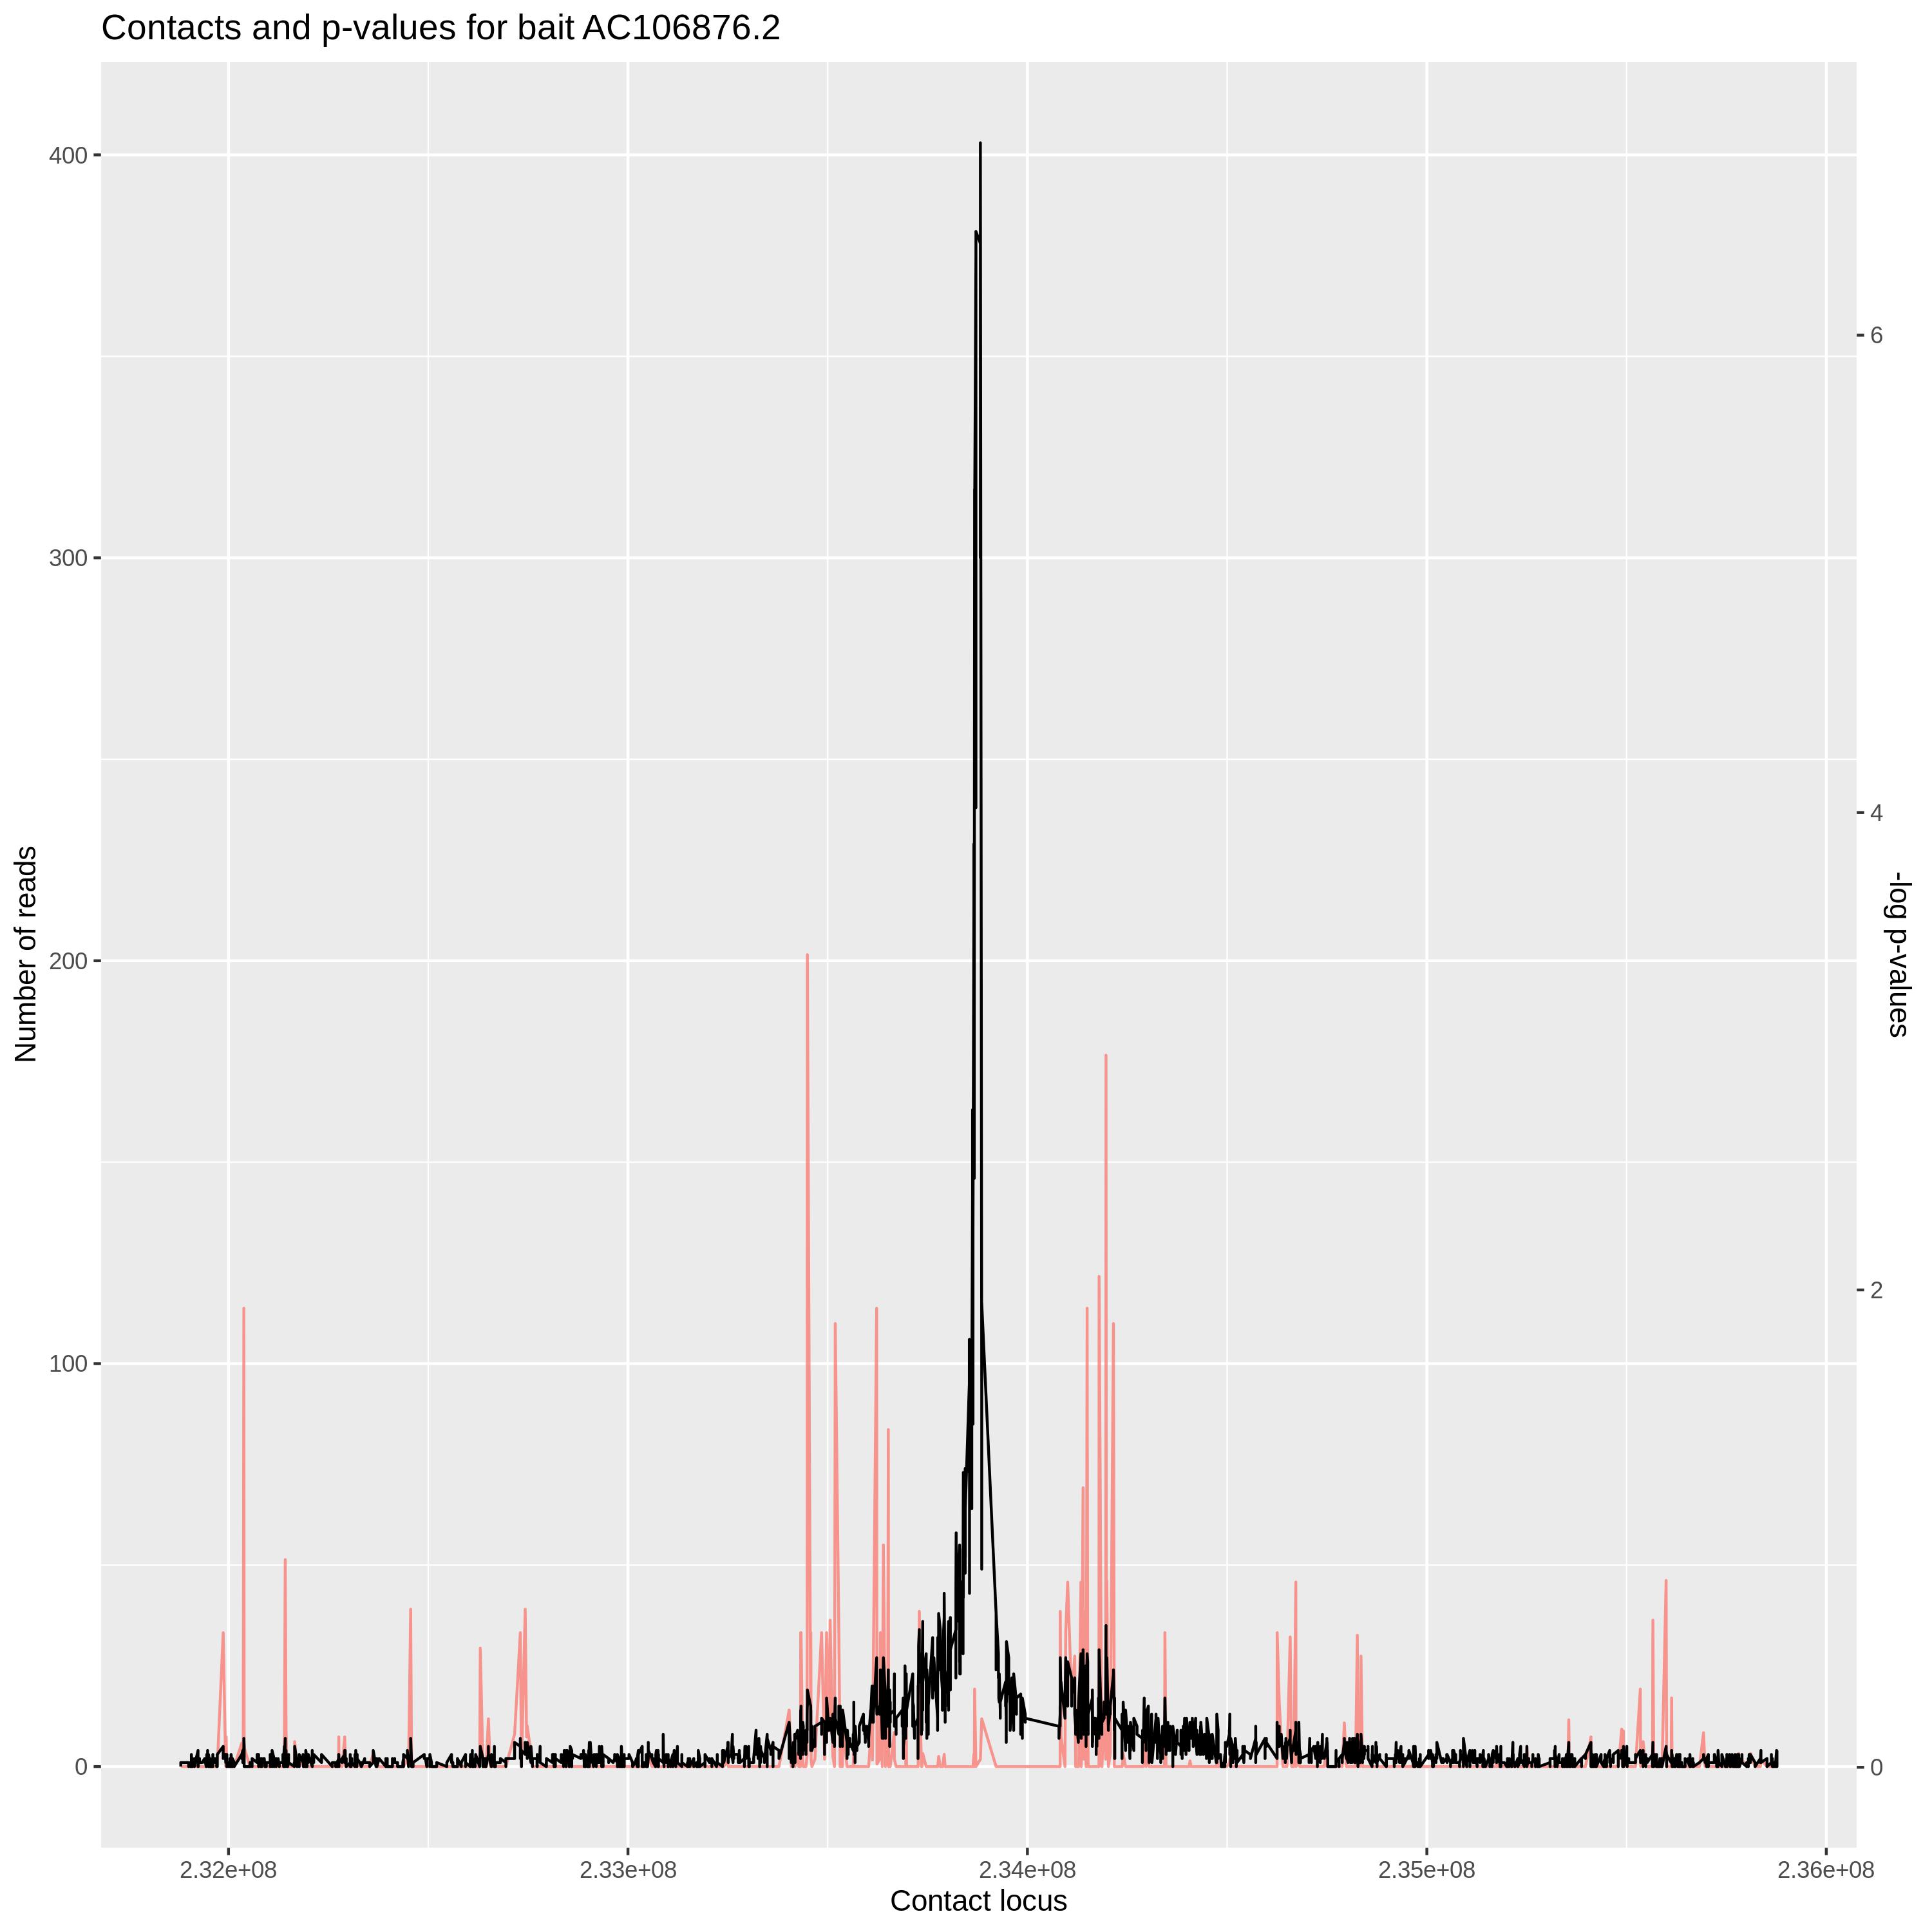 Contacts and p-values for bait AC106876.2
400
300
200
100
0
Number of reads
6
4
2
0
-log p-values
2.32e+08
2.33e+08
2.34e+08
2.35e+08
2.36e+08
Contact locus